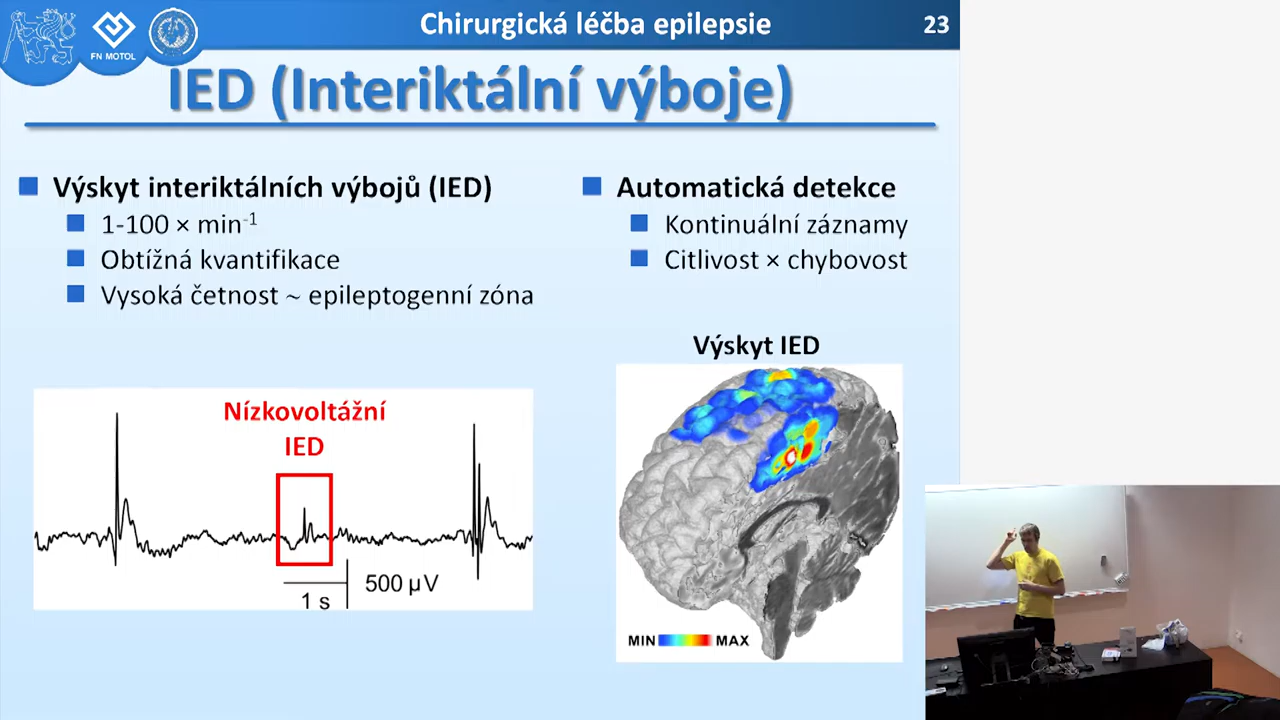 Chirurgická léčba epilepsie
23
FN MOTOL
IED (Interiktální výboje)
Výskyt interiktálních výbojů (IED)
1-100 × min-1
Obtížná kvantifikace
Vysoká četnost ~ epileptogenní zóna
Automatická detekce
Kontinuální záznamy
Citlivost × chybovost
Nízkovoltážní
IED
500 µV
1 s
Výskyt IED
MIN
MAX